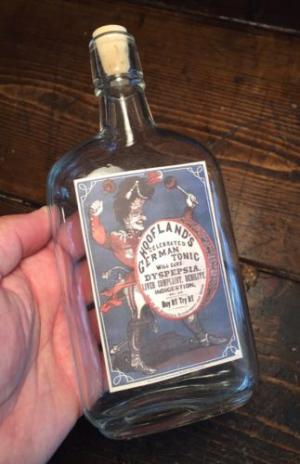 HOOFLAND'S
CELEBRATED
GERMAN TONIC
WILL CURE
DYSPEPSIA,
LIVER COMPLAINT, DEBILITY,
INDIGESTION,
Buy It! Try It!